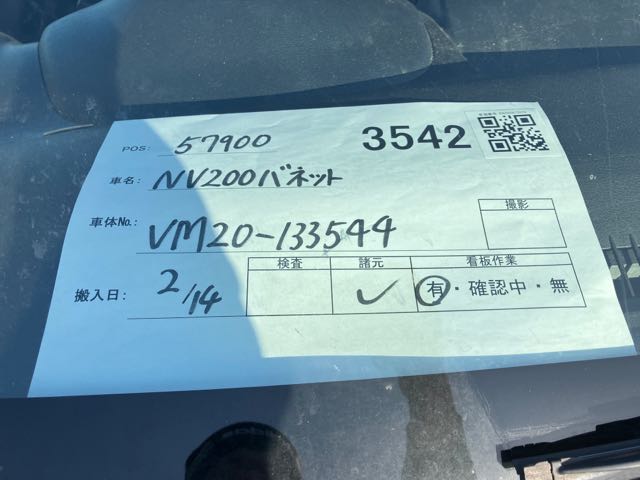 POS: 57900
3542
車名: NV200バネット
車体No.: VM20-133544
撮影
搬入日: 2/14
検査 諸元 看板作業
✓ 有・確認中・無